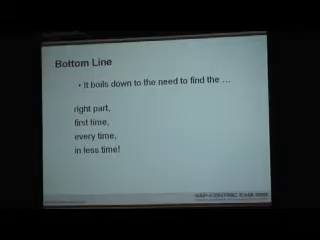 Bottom Line
• It boils down to the need to find the ...
right part,
first time,
every time,
in less time!